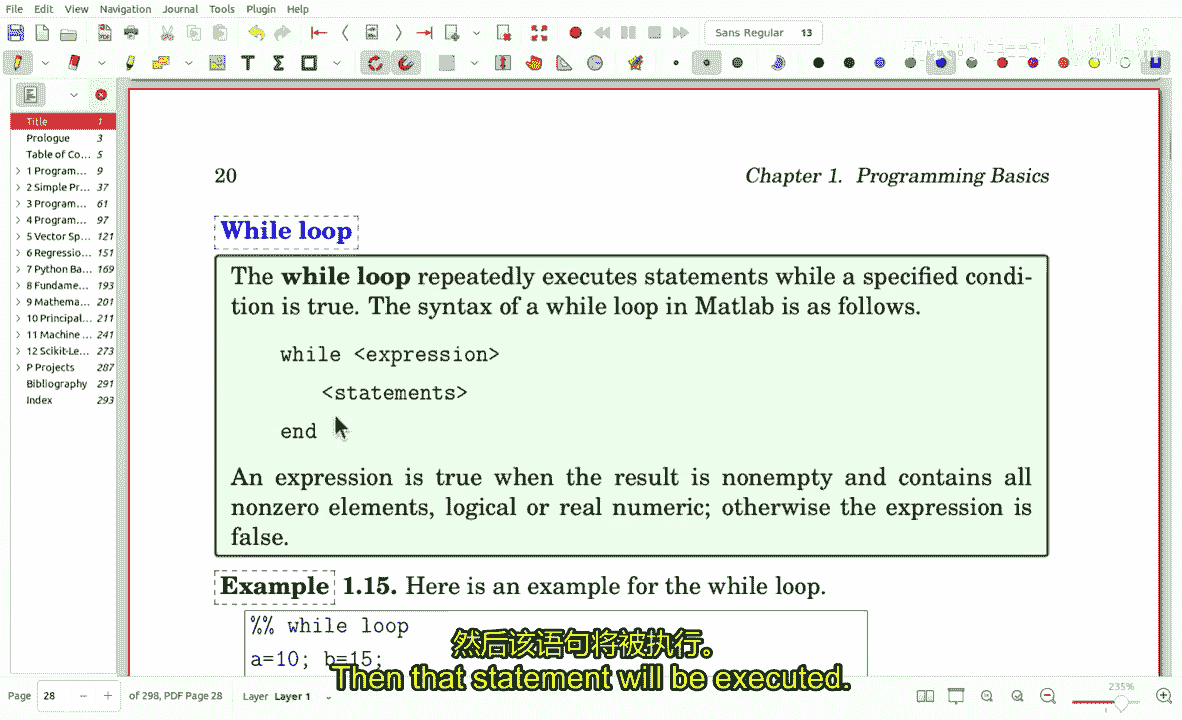 File Edit View Navigation Journal Tools Plugin Help
Sans Regular 13
Title 1
Prologue 3
Table of Co... 5
1 Program... 9
2 Simple Pr... 37
3 Program... 61
4 Program... 97
5 Vector Sp... 121
6 Regressio... 151
7 Python Ba... 169
8 Fundame... 193
9 Mathema... 201
10 Principal... 211
11 Machine ... 241
12 Scikit-Le... 273
P Projects 287
Bibliography 291
Index 293
20 Chapter 1. Programming Basics
While loop
The while loop repeatedly executes statements while a specified condi-
tion is true. The syntax of a while loop in Matlab is as follows.
while <expression>
<statements>
end
An expression is true when the result is nonempty and contains all
nonzero elements, logical or real numeric; otherwise the expression is
false.
Example 1.15. Here is an example for the while loop.
%% while loop
a=10; b=15;
然后该语句将被执行。
Then that statement will be executed.
Page 28 of 298, PDF Page 28 Layer Layer 1 235%